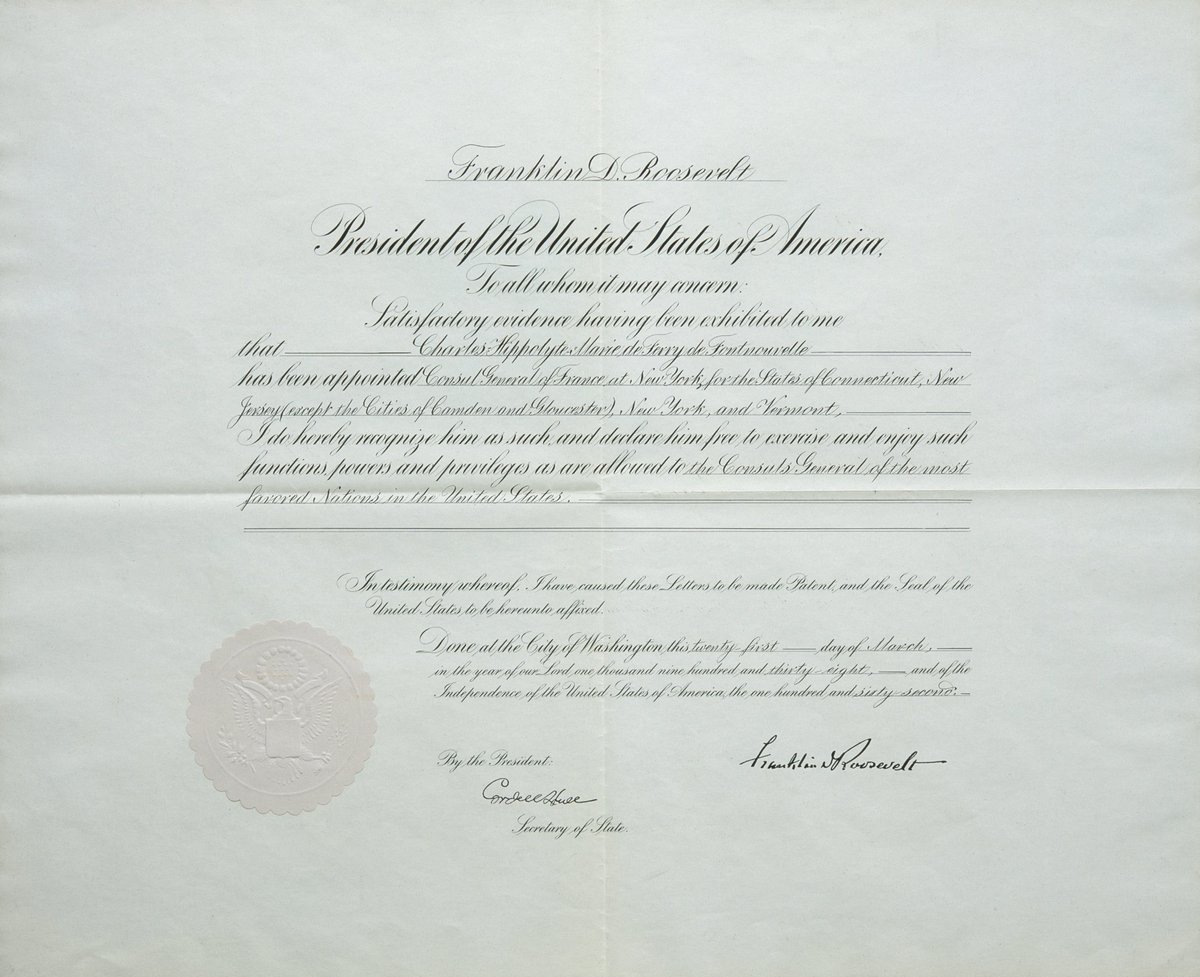 Franklin D. Roosevelt
President of the United States of America,
To all whom it may concern:
Satisfactory evidence having been exhibited to me
that Charles-Hippolyte-Marie de Ferry de Fontnouvelle
has been appointed Consul General of France at New York, for the States of Connecticut, New
Jersey (except the Cities of Camden and Gloucester), New York, and Vermont,
I do hereby recognize him as such, and declare him free to exercise and enjoy such
functions, powers and privileges as are allowed to the Consuls General of the most
favored Nations in the United States.
In testimony whereof, I have caused these Letters to be made Patent, and the Seal of the
United States to be hereunto affixed.
Done at the City of Washington, this twenty-first day of March,
in the year of our Lord one thousand nine hundred and thirty-eight, and of the
Independence of the United States of America, the one hundred and sixty-second.
By the President:
Franklin D Roosevelt
Cordell Hull
Secretary of State.